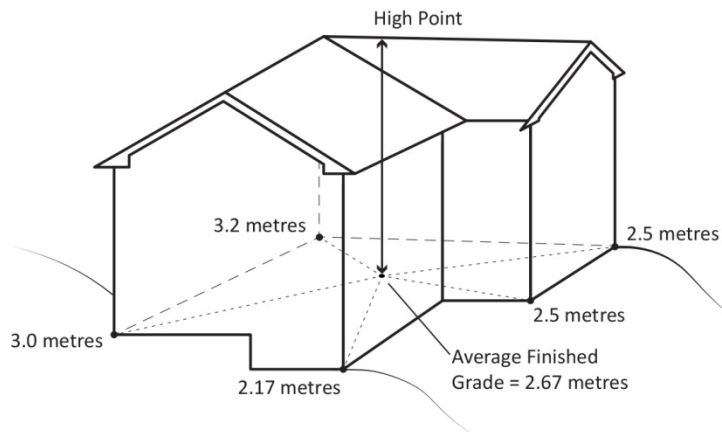 High Point
3.2 metres
2.5 metres
3.0 metres
2.5 metres
Average Finished
Grade = 2.67 metres
2.17 metres